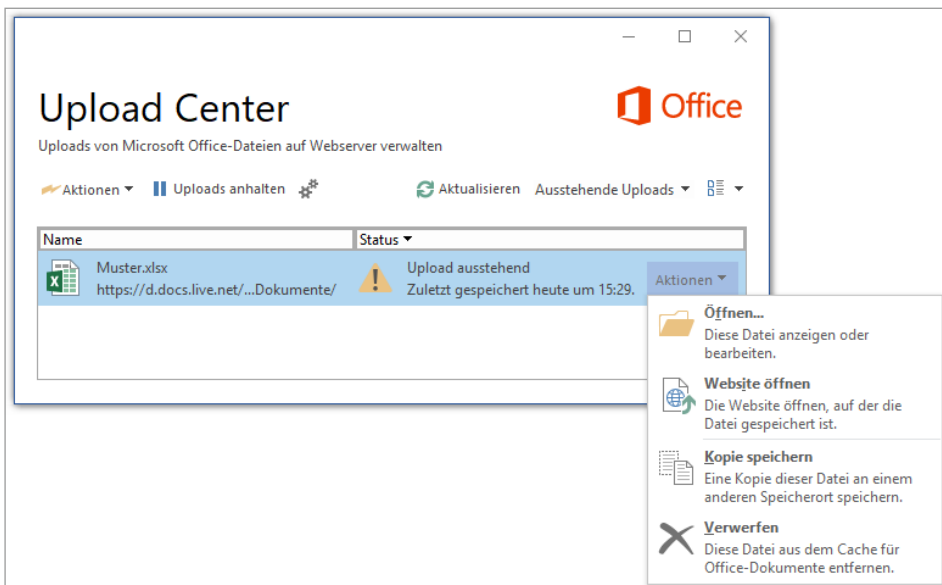 Upload Center
Office
Uploads von Microsoft Office-Dateien auf Webserver verwalten
Aktionen
Uploads anhalten
Aktualisieren
Ausstehende Uploads
Name
Status
Muster.xlsx
https://d.docs.live.net/...Dokumente/
Upload ausstehend
Zuletzt gespeichert heute um 15:29.
Aktionen
Öffnen...
Diese Datei anzeigen oder
bearbeiten.
Website öffnen
Die Website öffnen, auf der die
Datei gespeichert ist.
Kopie speichern
Eine Kopie dieser Datei an einem
anderen Speicherort speichern.
Verwerfen
Diese Datei aus dem Cache für
Office-Dokumente entfernen.